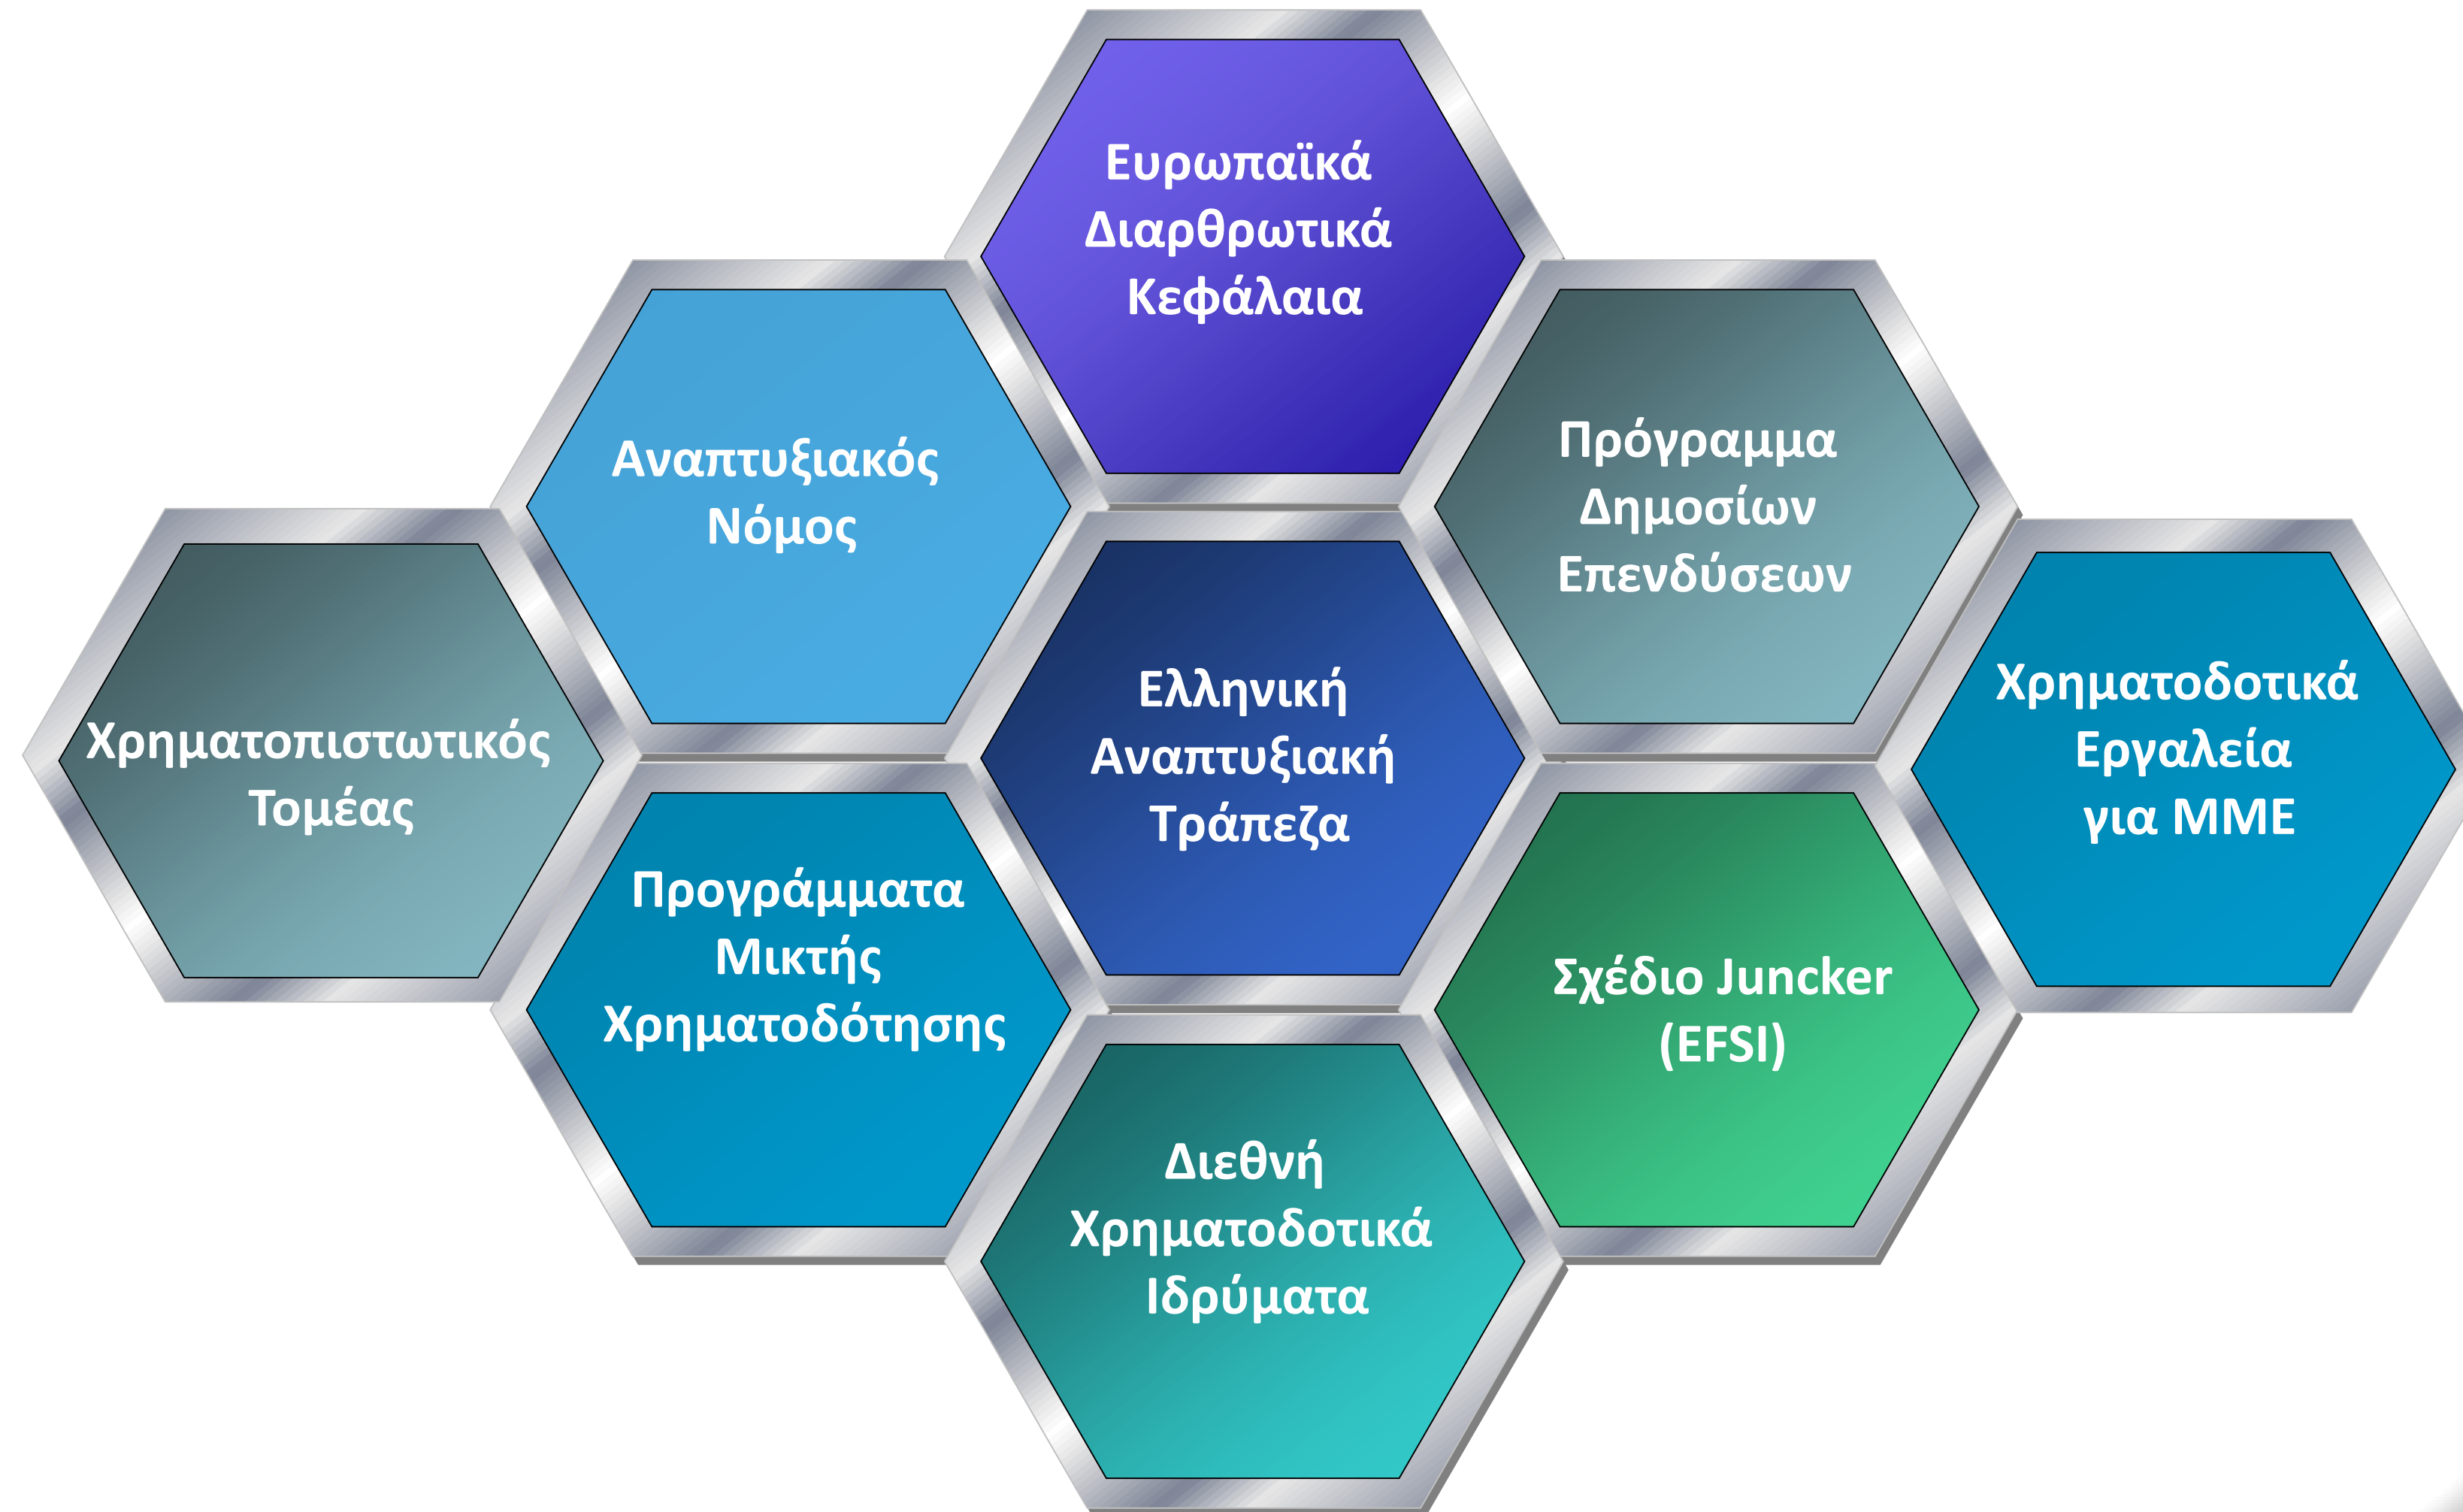 Ευρωπαϊκά
Διαρθρωτικά
Κεφάλαια
Αναπτυξιακός
Νόμος
Πρόγραμμα
Δημοσίων
Επενδύσεων
Χρηματοπιστωτικός
Τομέας
Ελληνική
Αναπτυξιακή
Τράπεζα
Χρηματοδοτικά
Εργαλεία
για ΜΜΕ
Προγράμματα
Μικτής
Χρηματοδότησης
Σχέδιο Juncker
(EFSI)
Διεθνή
Χρηματοδοτικά
Ιδρύματα